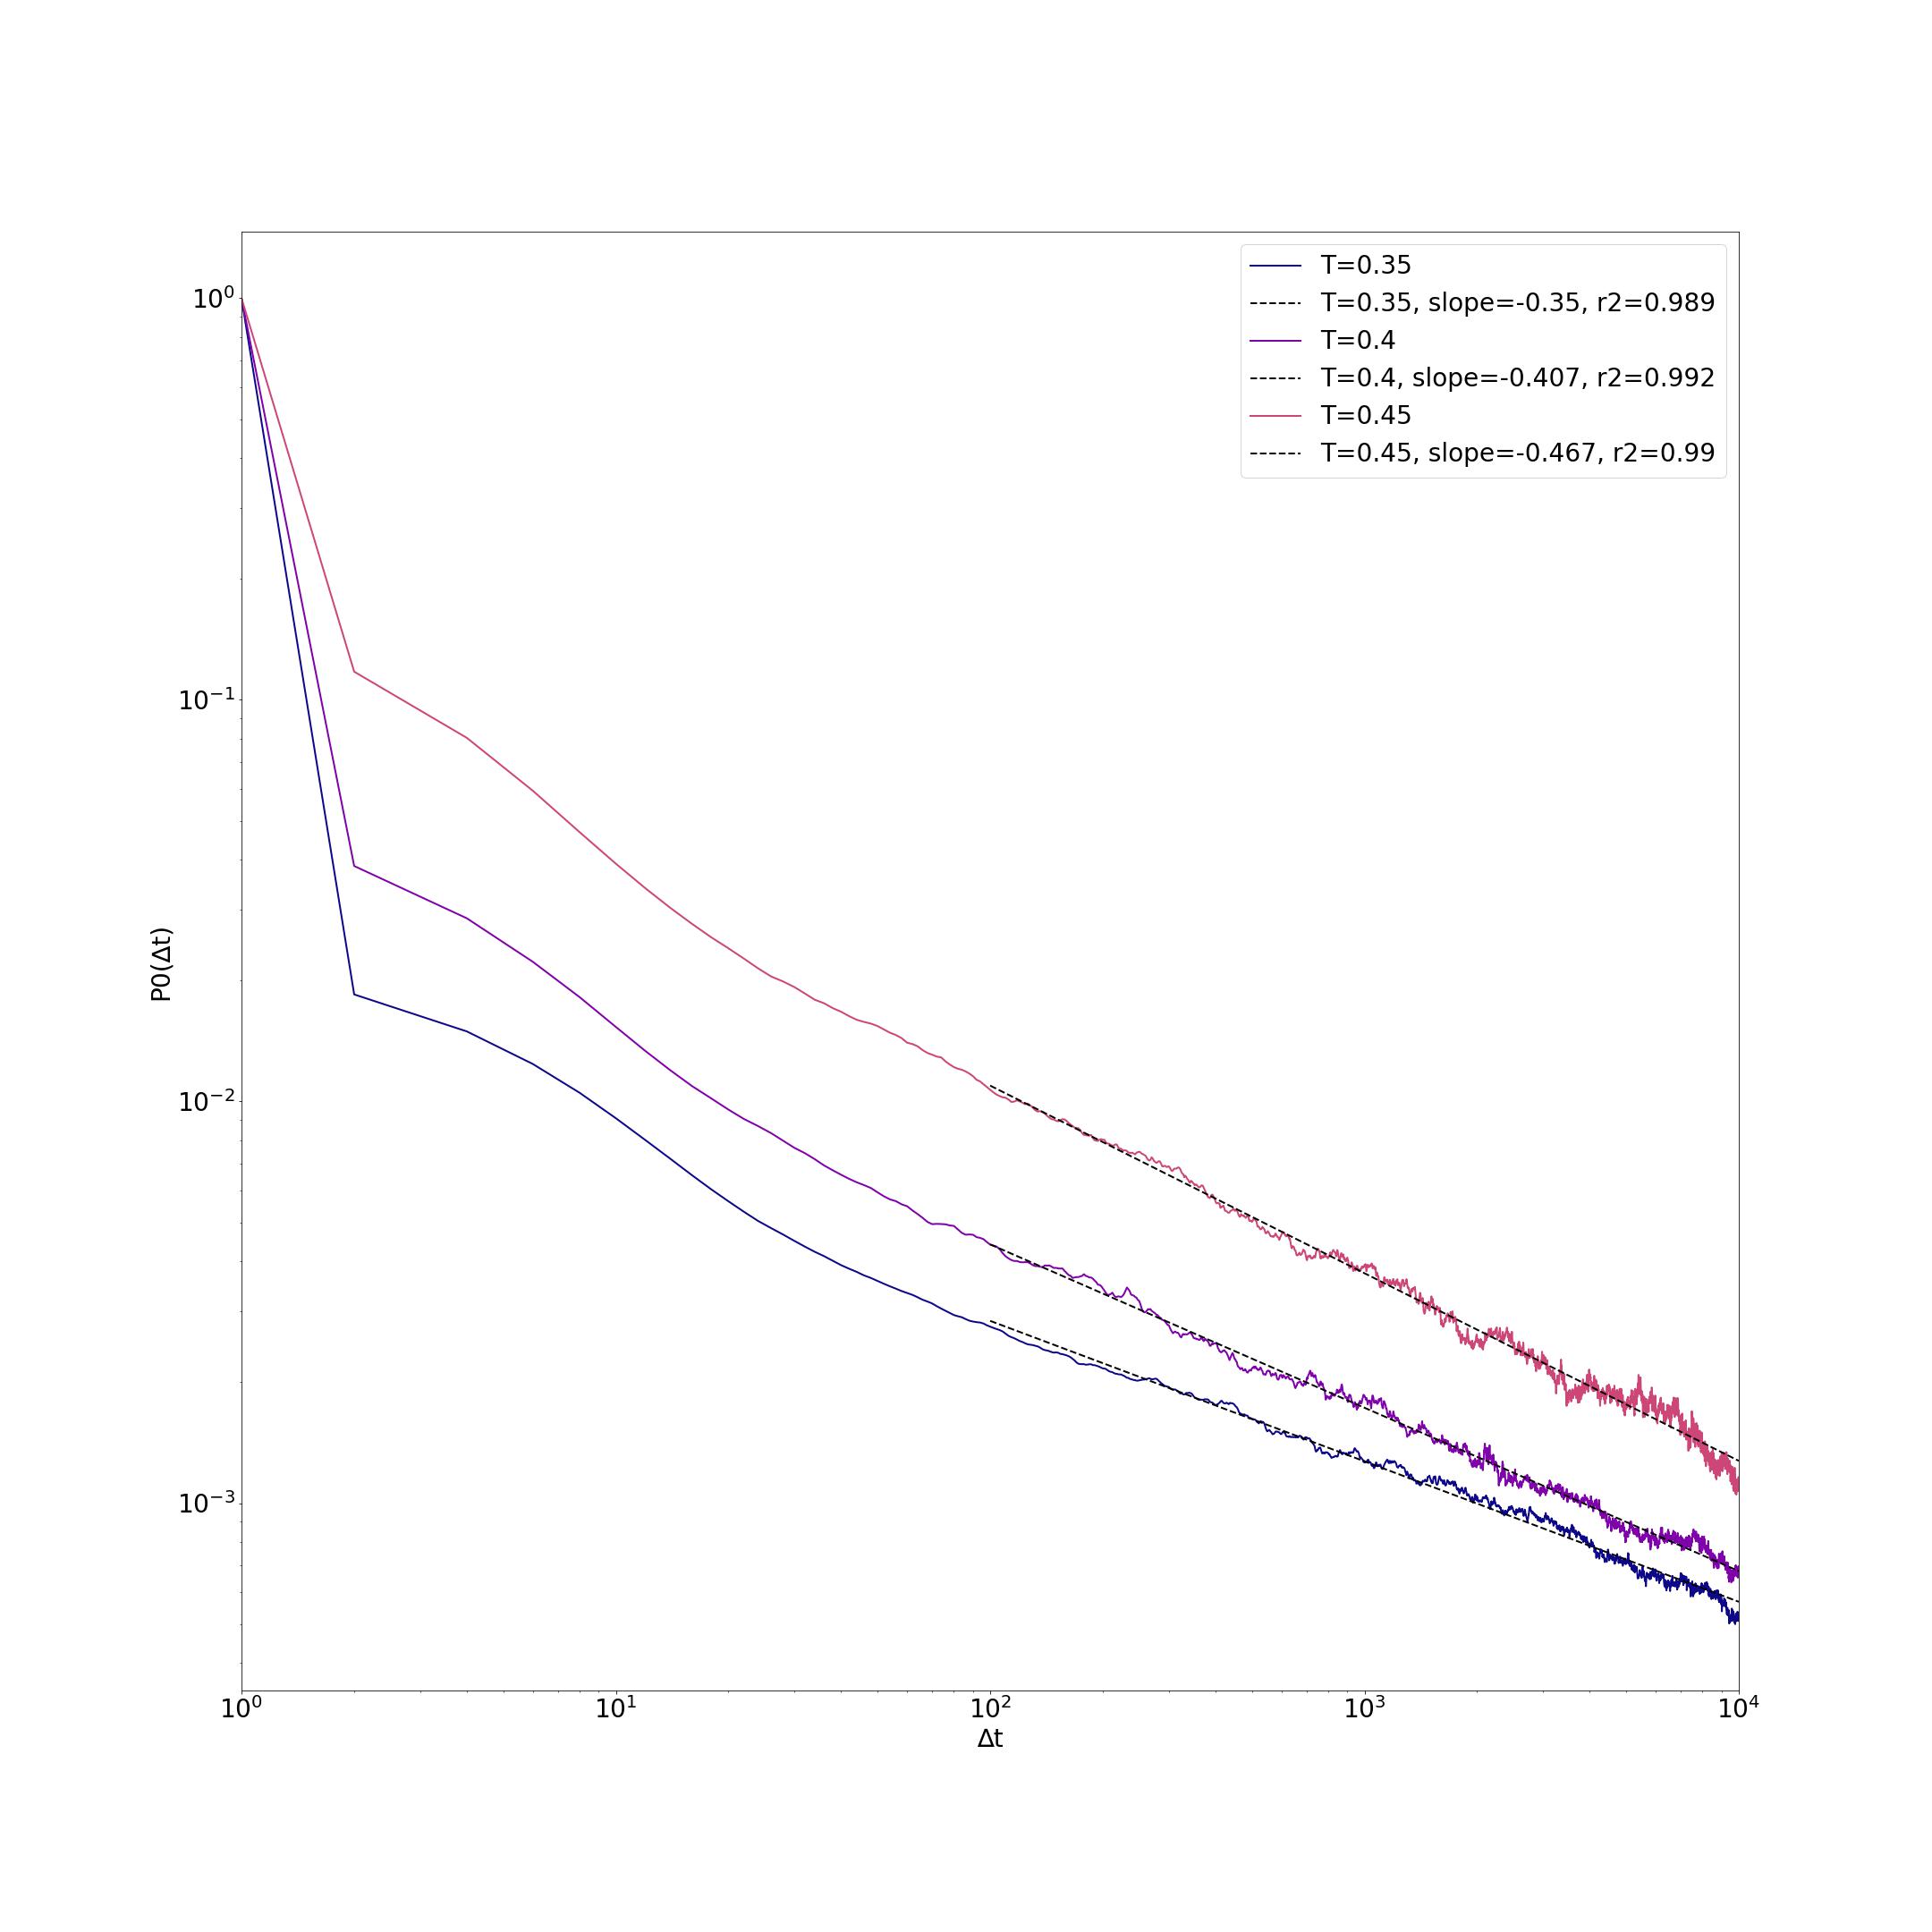 T=0.35
T=0.35, slope=-0.35, r2=0.989
T=0.4
T=0.4, slope=-0.407, r2=0.992
T=0.45
T=0.45, slope=-0.467, r2=0.99
10⁰
10⁻¹
10⁻²
10⁻³
P0(Δt)
10⁰ 10¹ 10² 10³ 10⁴
Δt